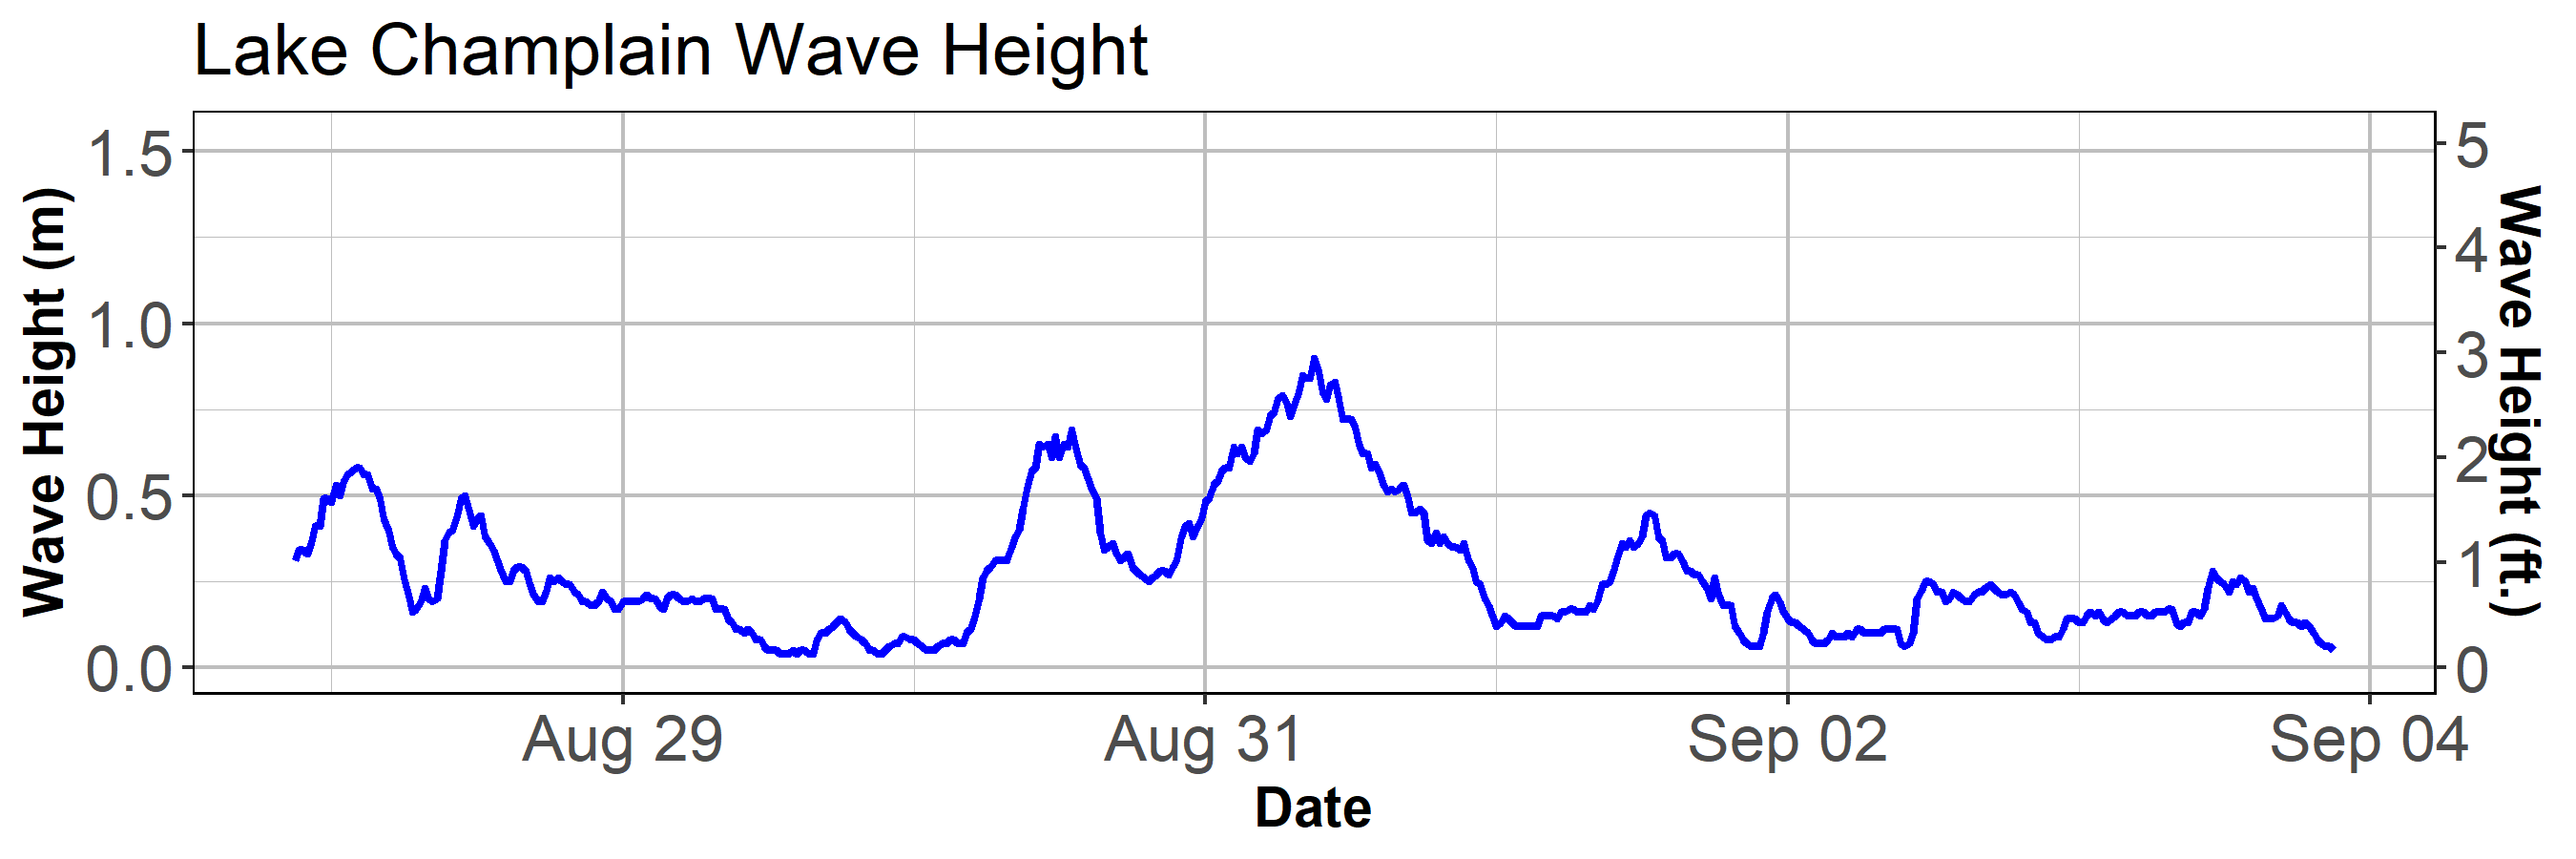 Lake Champlain Wave Height
Wave Height (m)
1.5
1.0
0.5
0.0
5
4
3
2
1
0
Wave Height (ft.)
Aug 29
Aug 31
Sep 02
Sep 04
Date